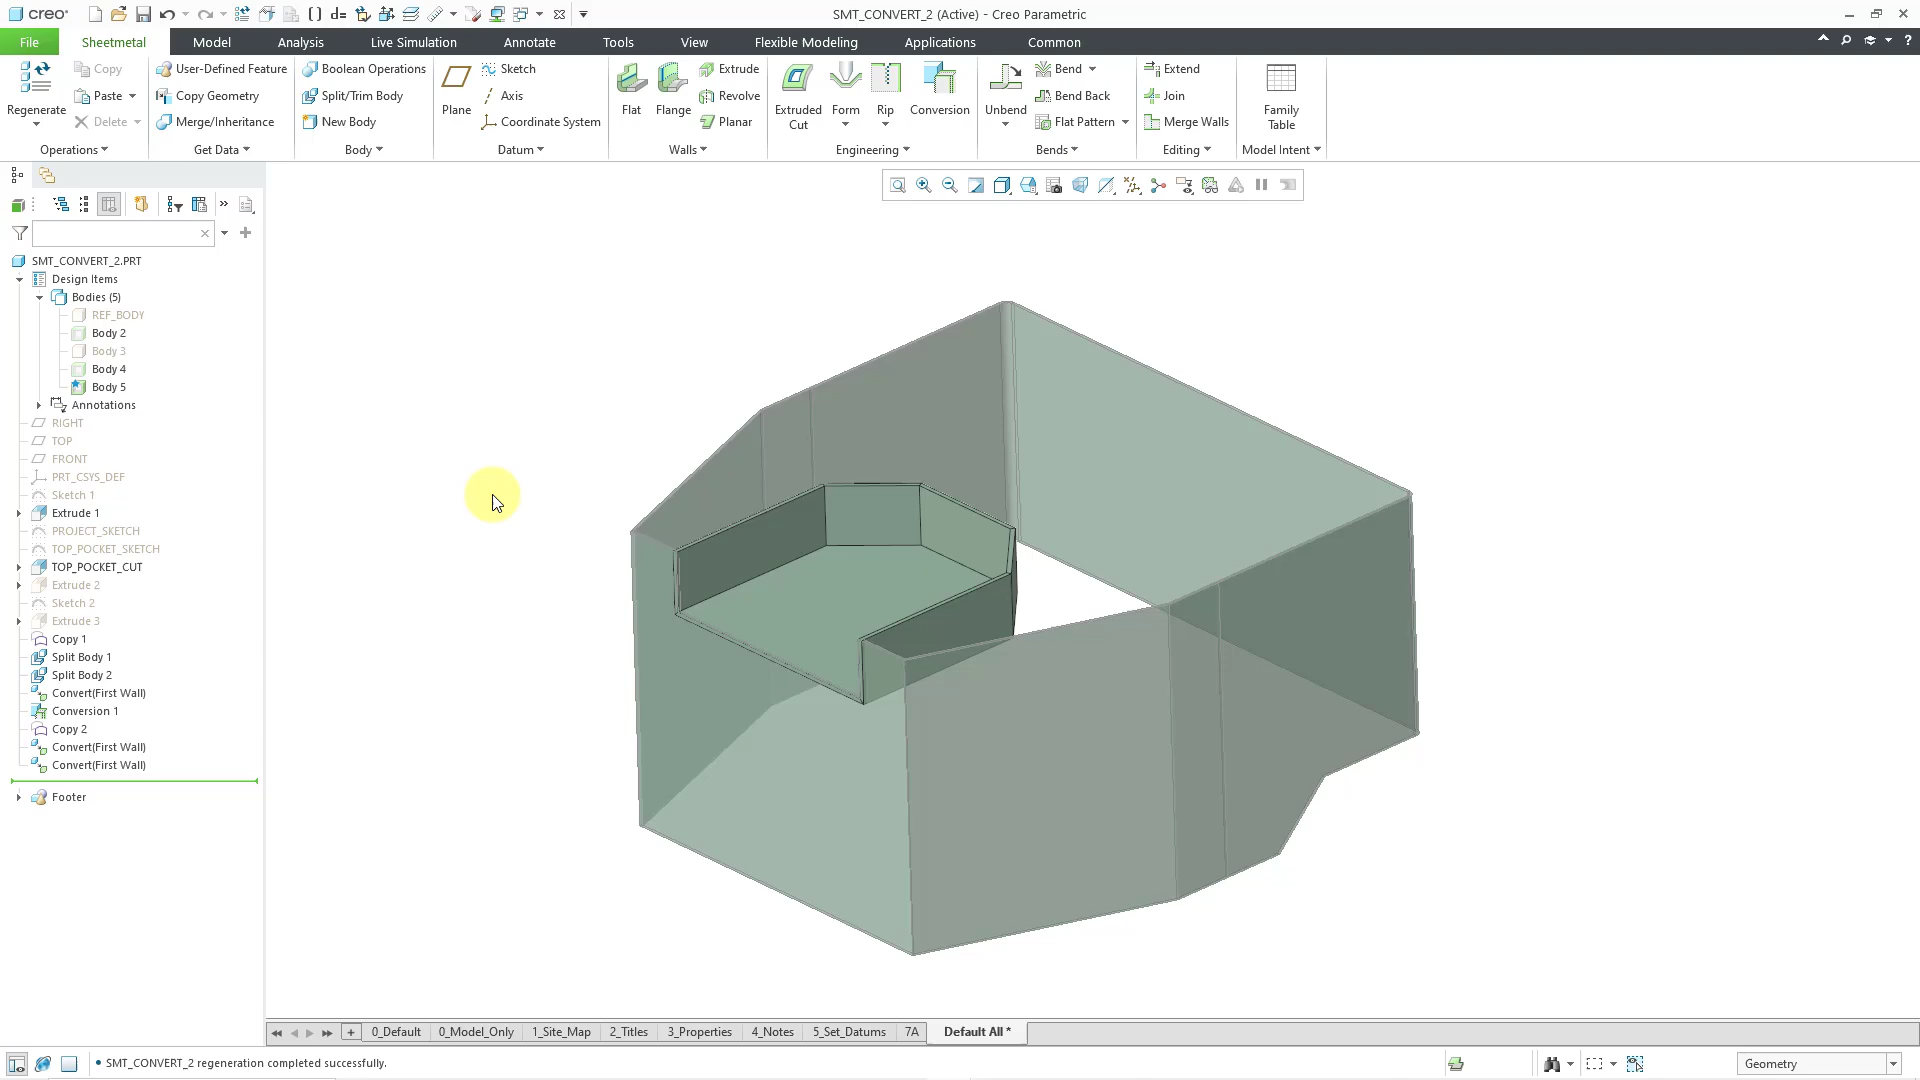 creo
SMT_CONVERT_2 (Active) - Creo Parametric
File Sheetmetal Model Analysis Live Simulation Annotate Tools View Flexible Modeling Applications Common
Regenerate
Copy
Paste
Delete
Operations
User-Defined Feature
Copy Geometry
Merge/Inheritance
Get Data
Boolean Operations
Split/Trim Body
New Body
Body
Plane
Sketch
Axis
Coordinate System
Datum
Flat
Flange
Extrude
Revolve
Planar
Walls
Extruded
Cut
Form
Rip
Conversion
Engineering
Unbend
Bend
Bend Back
Flat Pattern
Bends
Extend
Join
Merge Walls
Editing
Family
Table
Model Intent
SMT_CONVERT_2.PRT
Design Items
Bodies (5)
REF_BODY
Body 2
Body 3
Body 4
Body 5
Annotations
RIGHT
TOP
FRONT
PRT_CSYS_DEF
Sketch 1
Extrude 1
PROJECT_SKETCH
TOP_POCKET_SKETCH
TOP_POCKET_CUT
Extrude 2
Sketch 2
Extrude 3
Copy 1
Split Body 1
Split Body 2
Convert(First Wall)
Conversion 1
Copy 2
Convert(First Wall)
Convert(First Wall)
Footer
0_Default 0_Model_Only 1_Site_Map 2_Titles 3_Properties 4_Notes 5_Set_Datums 7A Default All *
• SMT_CONVERT_2 regeneration completed successfully.
Geometry